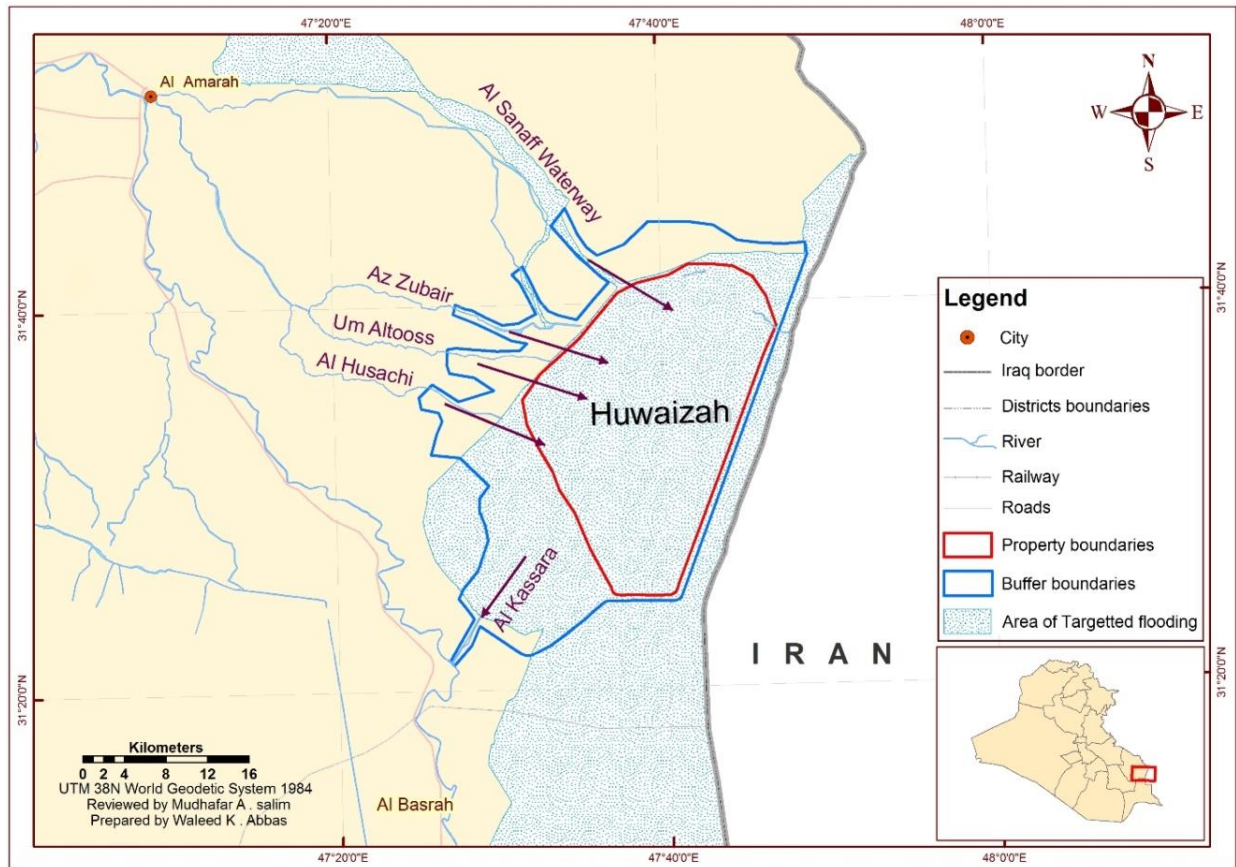 47°20'0"E
47°40'0"E
48°0'0"E
Al Amarah
Al Sanaff Waterway
N
W
E
S
31°40'0"N
31°40'0"N
Az Zubair
Um Altooss
Al Husachi
Huwaizah
Al Kassara
IRAN
Legend
City
Iraq border
Districts boundaries
River
Railway
Roads
Property boundaries
Buffer boundaries
Area of Targetted flooding
31°20'0"N
31°20'0"N
Kilometers
0 2 4 8 12 16
UTM 38N World Geodetic System 1984
Reviewed by Mudhafar A . salim
Prepared by Waleed K . Abbas
Al Basrah
47°20'0"E
47°40'0"E
48°0'0"E